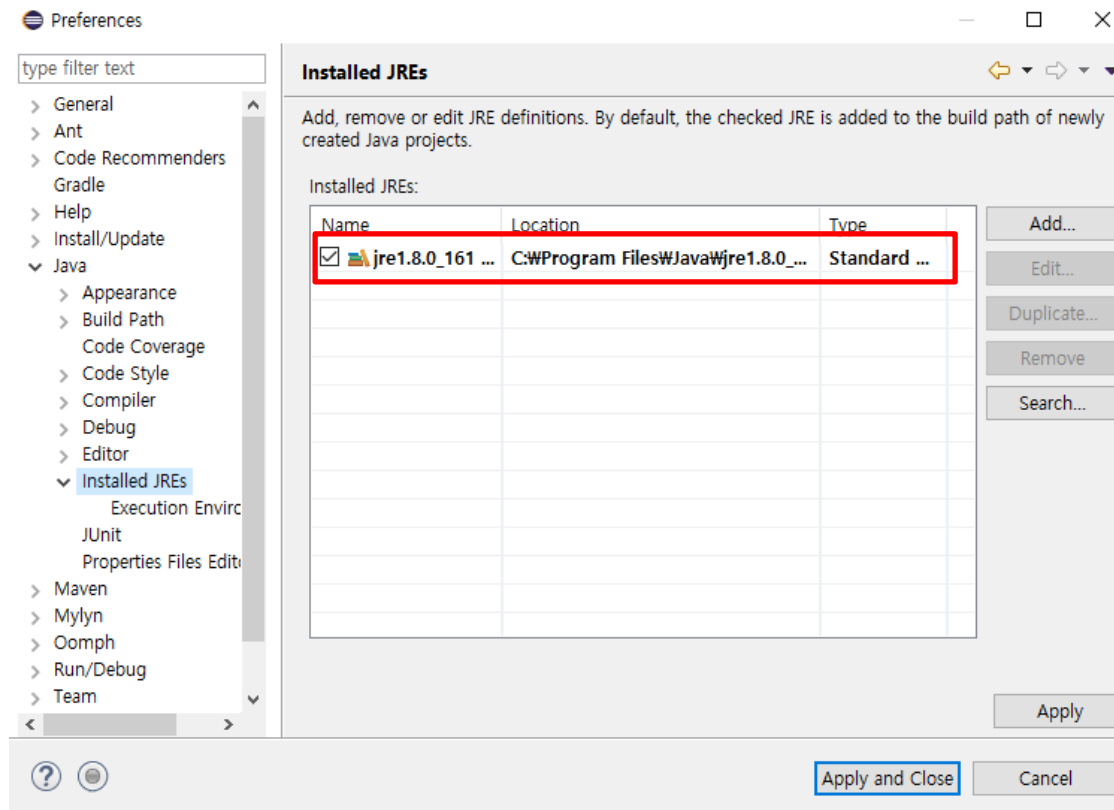 Preferences
type filter text
General
Ant
Code Recommenders
Gradle
Help
Install/Update
Java
Appearance
Build Path
Code Coverage
Code Style
Compiler
Debug
Editor
Installed JREs
Execution Envirc
JUnit
Properties Files Edit
Maven
Mylyn
Oomph
Run/Debug
Team
Installed JREs
Add, remove or edit JRE definitions. By default, the checked JRE is added to the build path of newly
created Java projects.
Installed JREs:
Name Location Type
jre1.8.0_161 ... C:₩Program Files₩Java₩jre1.8.0_... Standard ...
Add...
Edit...
Duplicate...
Remove
Search...
Apply
Apply and Close Cancel